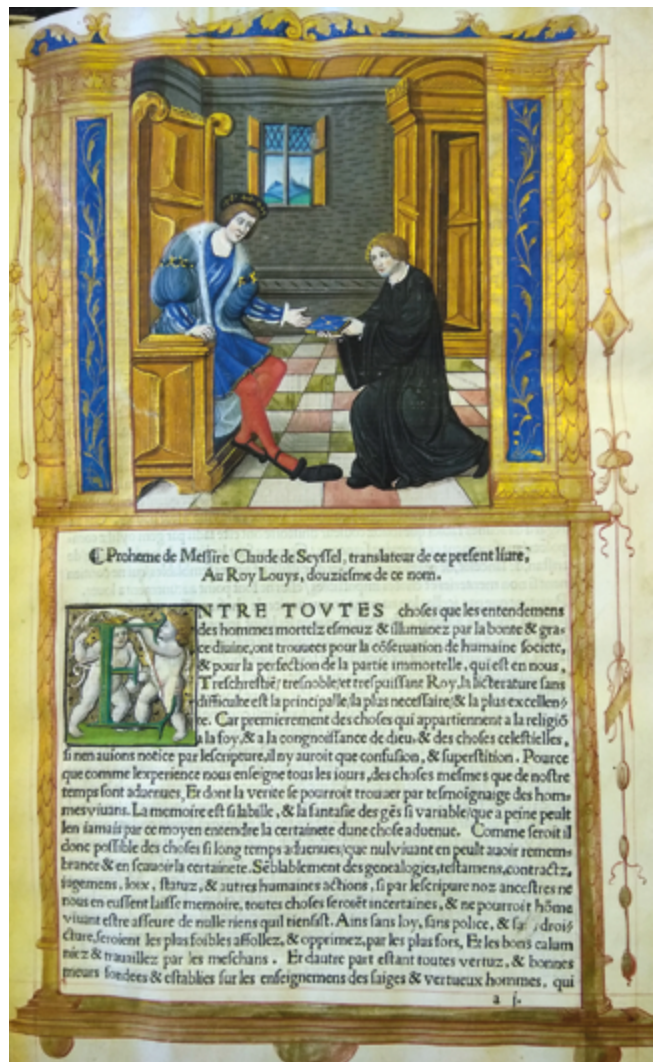 ☾ Proheme de Messire Claude de Seyssel, translateur de ce present liure,
Au Roy Louys, douziesme de ce nom.
ENTRE TOVTES choses que les entendemens
des hommes mortelz esmeuz & illuminez par la bonte & gra-
ce diuine, ont trouuees pour la cõseruation de humaine societe,
& pour la perfection de la partie immortelle, qui est en nous,
Treschrestiẽ/ tresnoble/ et trespuissant Roy, la licterature sans
difficulte est la principalle/ la plus necessaire/ & la plus excellen-
te. Car premierement des choses qui appartiennent a la religiõ
a la foy, & a la congnoissance de dieu, & des choses celestielles,
si nen auions notice par lescripture, il ny auroit que confusion, & superstition. Pource
que comme lexperience nous enseigne tous les iours, des choses mesmes que de nostre
temps sont aduenues, Et dont la verite se pourroit trouuer par tesmoignaige des hom-
mes viuans. La memoire est si labille, & la fantasie des gẽs si variable/ que a peine peult
len iamais par ce moyen entendre la certainete dune chose aduenue. Comme seroit il
donc possible des choses si long temps aduenues/ que nul viuant en peult auoir remem-
brance & en scauoir la certainete. Sẽblablement des genealogies, testamens, contractz,
iugemens, loix, statuz, & autres humaines actions, si par lescripture noz ancestres ne
nous en eussent laisse memoire, toutes choses seroiẽt incertaines, & ne pourroit hõme
viuant estre asseure de nulle riens quil tiensist. Ains sans loy, sans police, & droi-
cture, seroient les plus foibles affollez, & opprimez, par les plus fors, Et les bons calum
niez & trauaillez par les meschans. Et dautre part estant toutes vertuz, & bonnes
meurs fondees & establies sur les enseignemens des saiges & vertueux hommes, qui
a j.